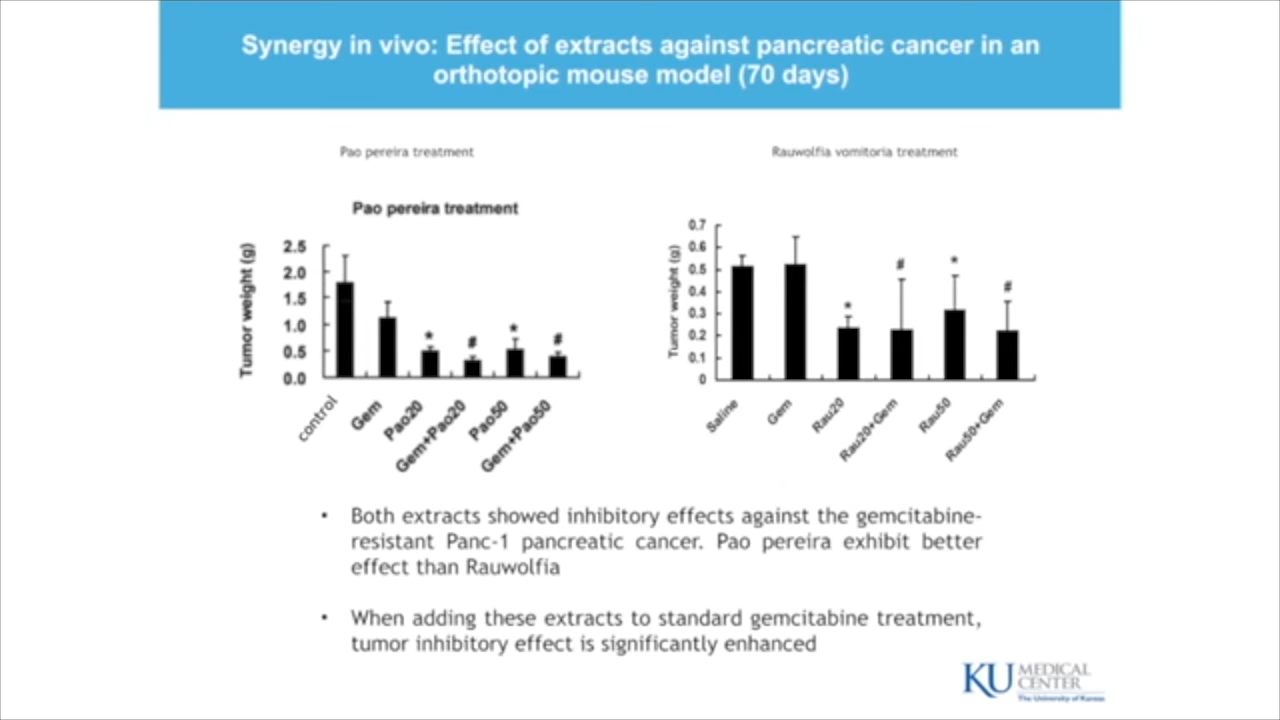 Synergy in vivo: Effect of extracts against pancreatic cancer in an
orthotopic mouse model (70 days)
Pao pereira treatment
Rauwolfia vomitoria treatment
Pao pereira treatment
Tumor weight (g)
2.5
2.0
1.5
1.0
0.5
0.0
*
#
*
#
control
Gem
Pao20
Gem+Pao20
Pao50
Gem+Pao50
Tumor weight (g)
0.7
0.6
0.5
0.4
0.3
0.2
0.1
0
*
#
*
#
Saline
Gem
Rau20
Rau20+Gem
Rau50
Rau50+Gem
• Both extracts showed inhibitory effects against the gemcitabine-
resistant Panc-1 pancreatic cancer. Pao pereira exhibit better
effect than Rauwolfia
• When adding these extracts to standard gemcitabine treatment,
tumor inhibitory effect is significantly enhanced
KU MEDICAL
CENTER
The University of Kansas